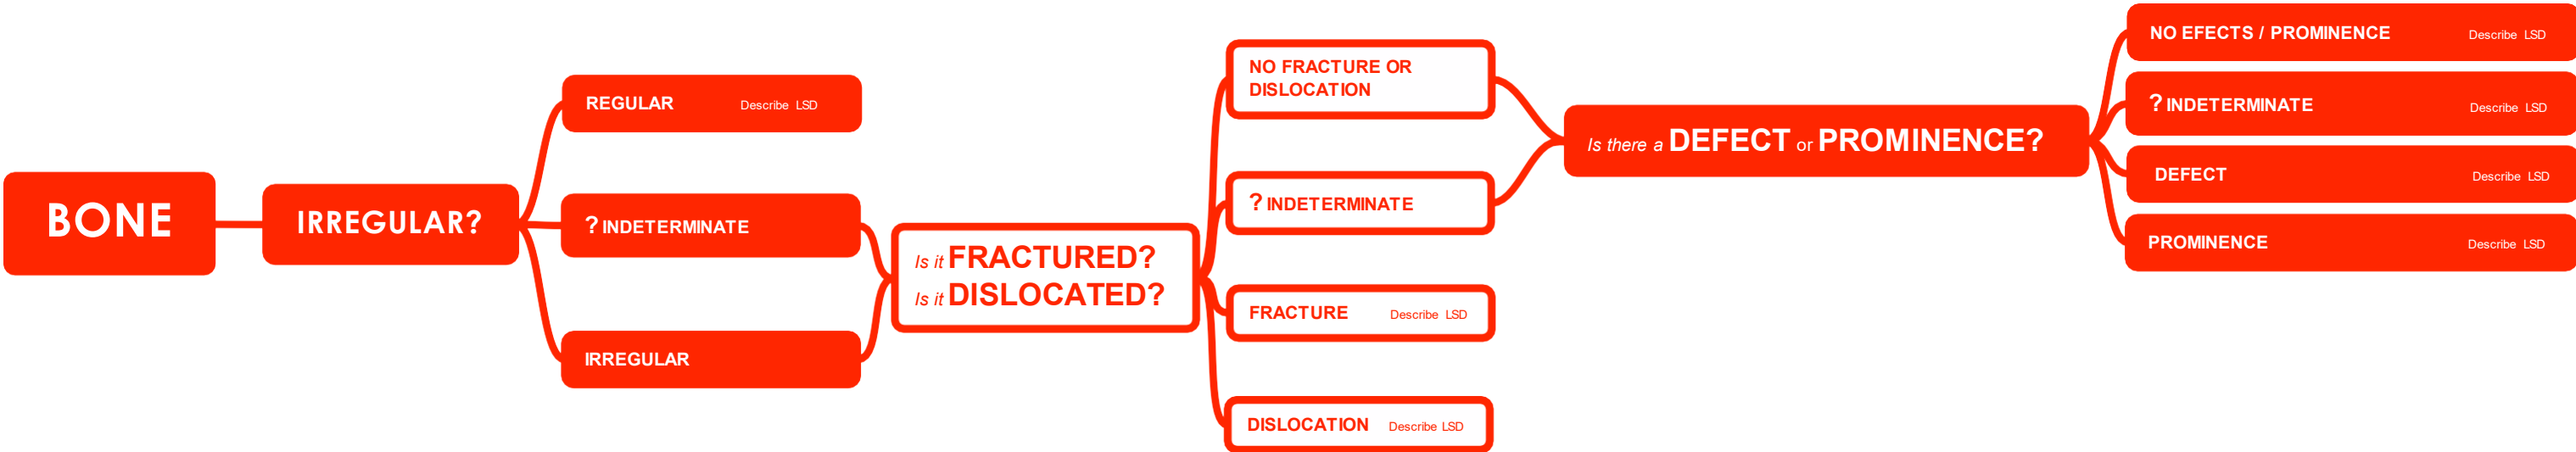 BONE
IRREGULAR?
REGULAR Describe LSD
? INDETERMINATE
IRREGULAR
Is it FRACTURED?
Is it DISLOCATED?
NO FRACTURE OR
DISLOCATION
? INDETERMINATE
FRACTURE Describe LSD
DISLOCATION Describe LSD
Is there a DEFECT or PROMINENCE?
NO EFECTS / PROMINENCE Describe LSD
? INDETERMINATE Describe LSD
DEFECT Describe LSD
PROMINENCE Describe LSD